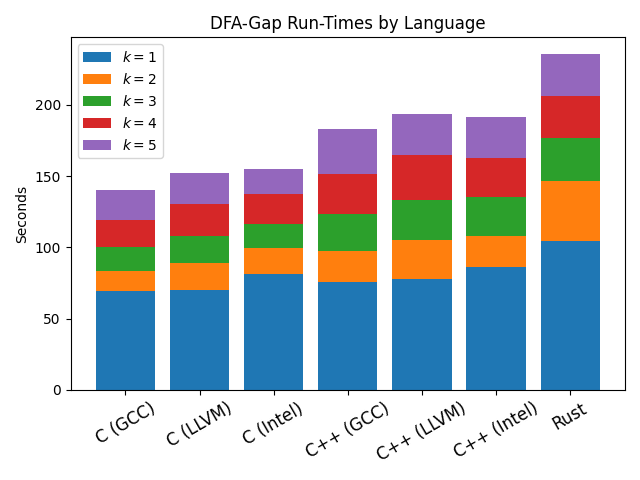 DFA-Gap Run-Times by Language
k = 1
k = 2
k = 3
k = 4
k = 5
Seconds
200
150
100
50
0
C (GCC)
C (LLVM)
C (Intel)
C++ (GCC)
C++ (LLVM)
C++ (Intel)
Rust